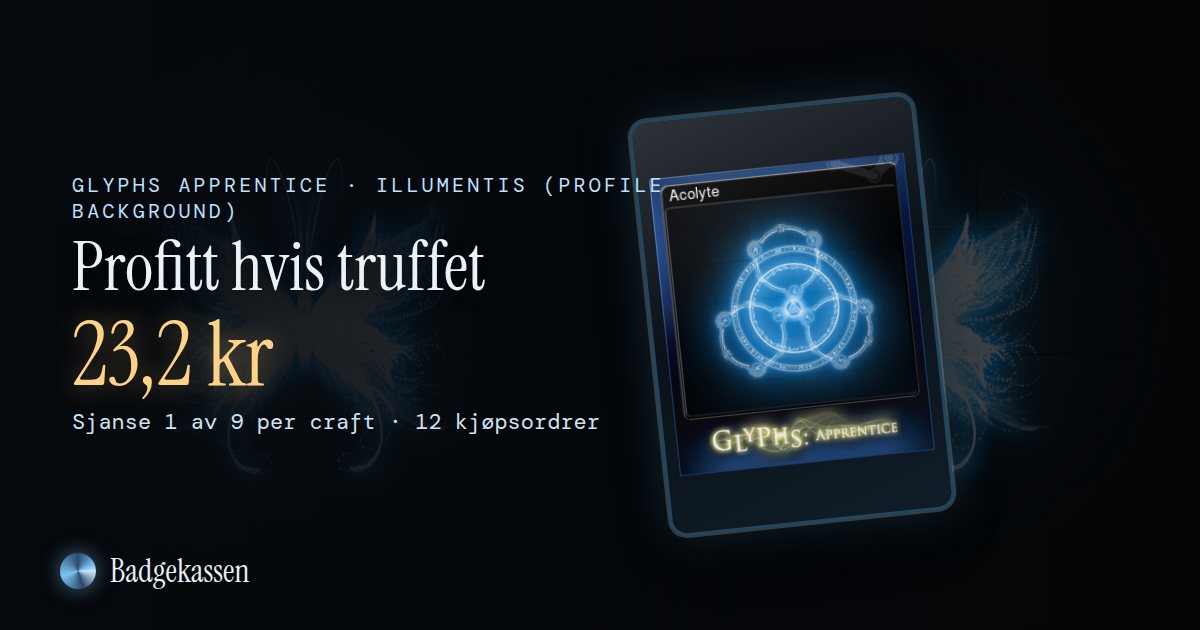 GLYPHS APPRENTICE · ILLUMENTIS (PROFILE
BACKGROUND)
Profitt hvis truffet
23,2 kr
Sjanse 1 av 9 per craft · 12 kjøpsordrer
Acolyte
GLYPHS: APPRENTICE
Badgekassen